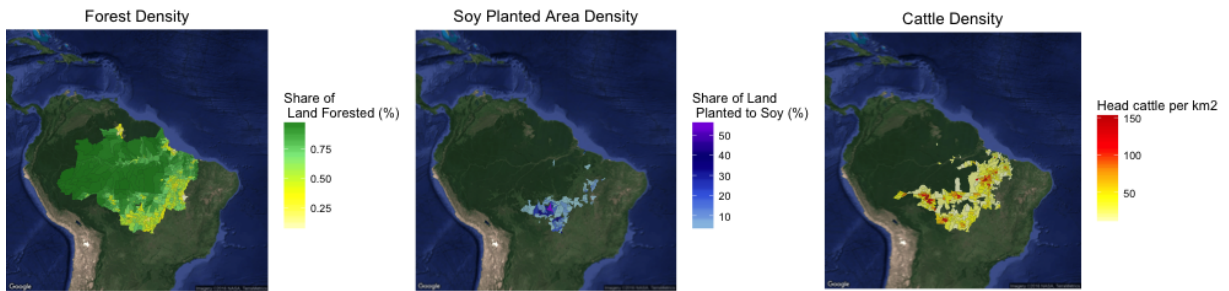 Forest Density
Share of
Land Forested (%)
0.75
0.50
0.25
Google
Soy Planted Area Density
Share of Land
Planted to Soy (%)
50
40
30
20
10
Google
Cattle Density
Head cattle per km2
150
100
50
Google